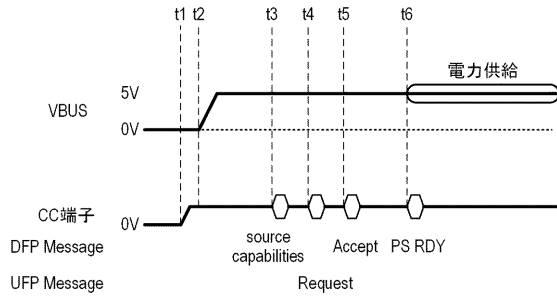 t1 t2 t3 t4 t5 t6
電力供給
5V
VBUS
0V
CC端子
0V
DFP Message source capabilities Accept PS RDY
UFP Message Request